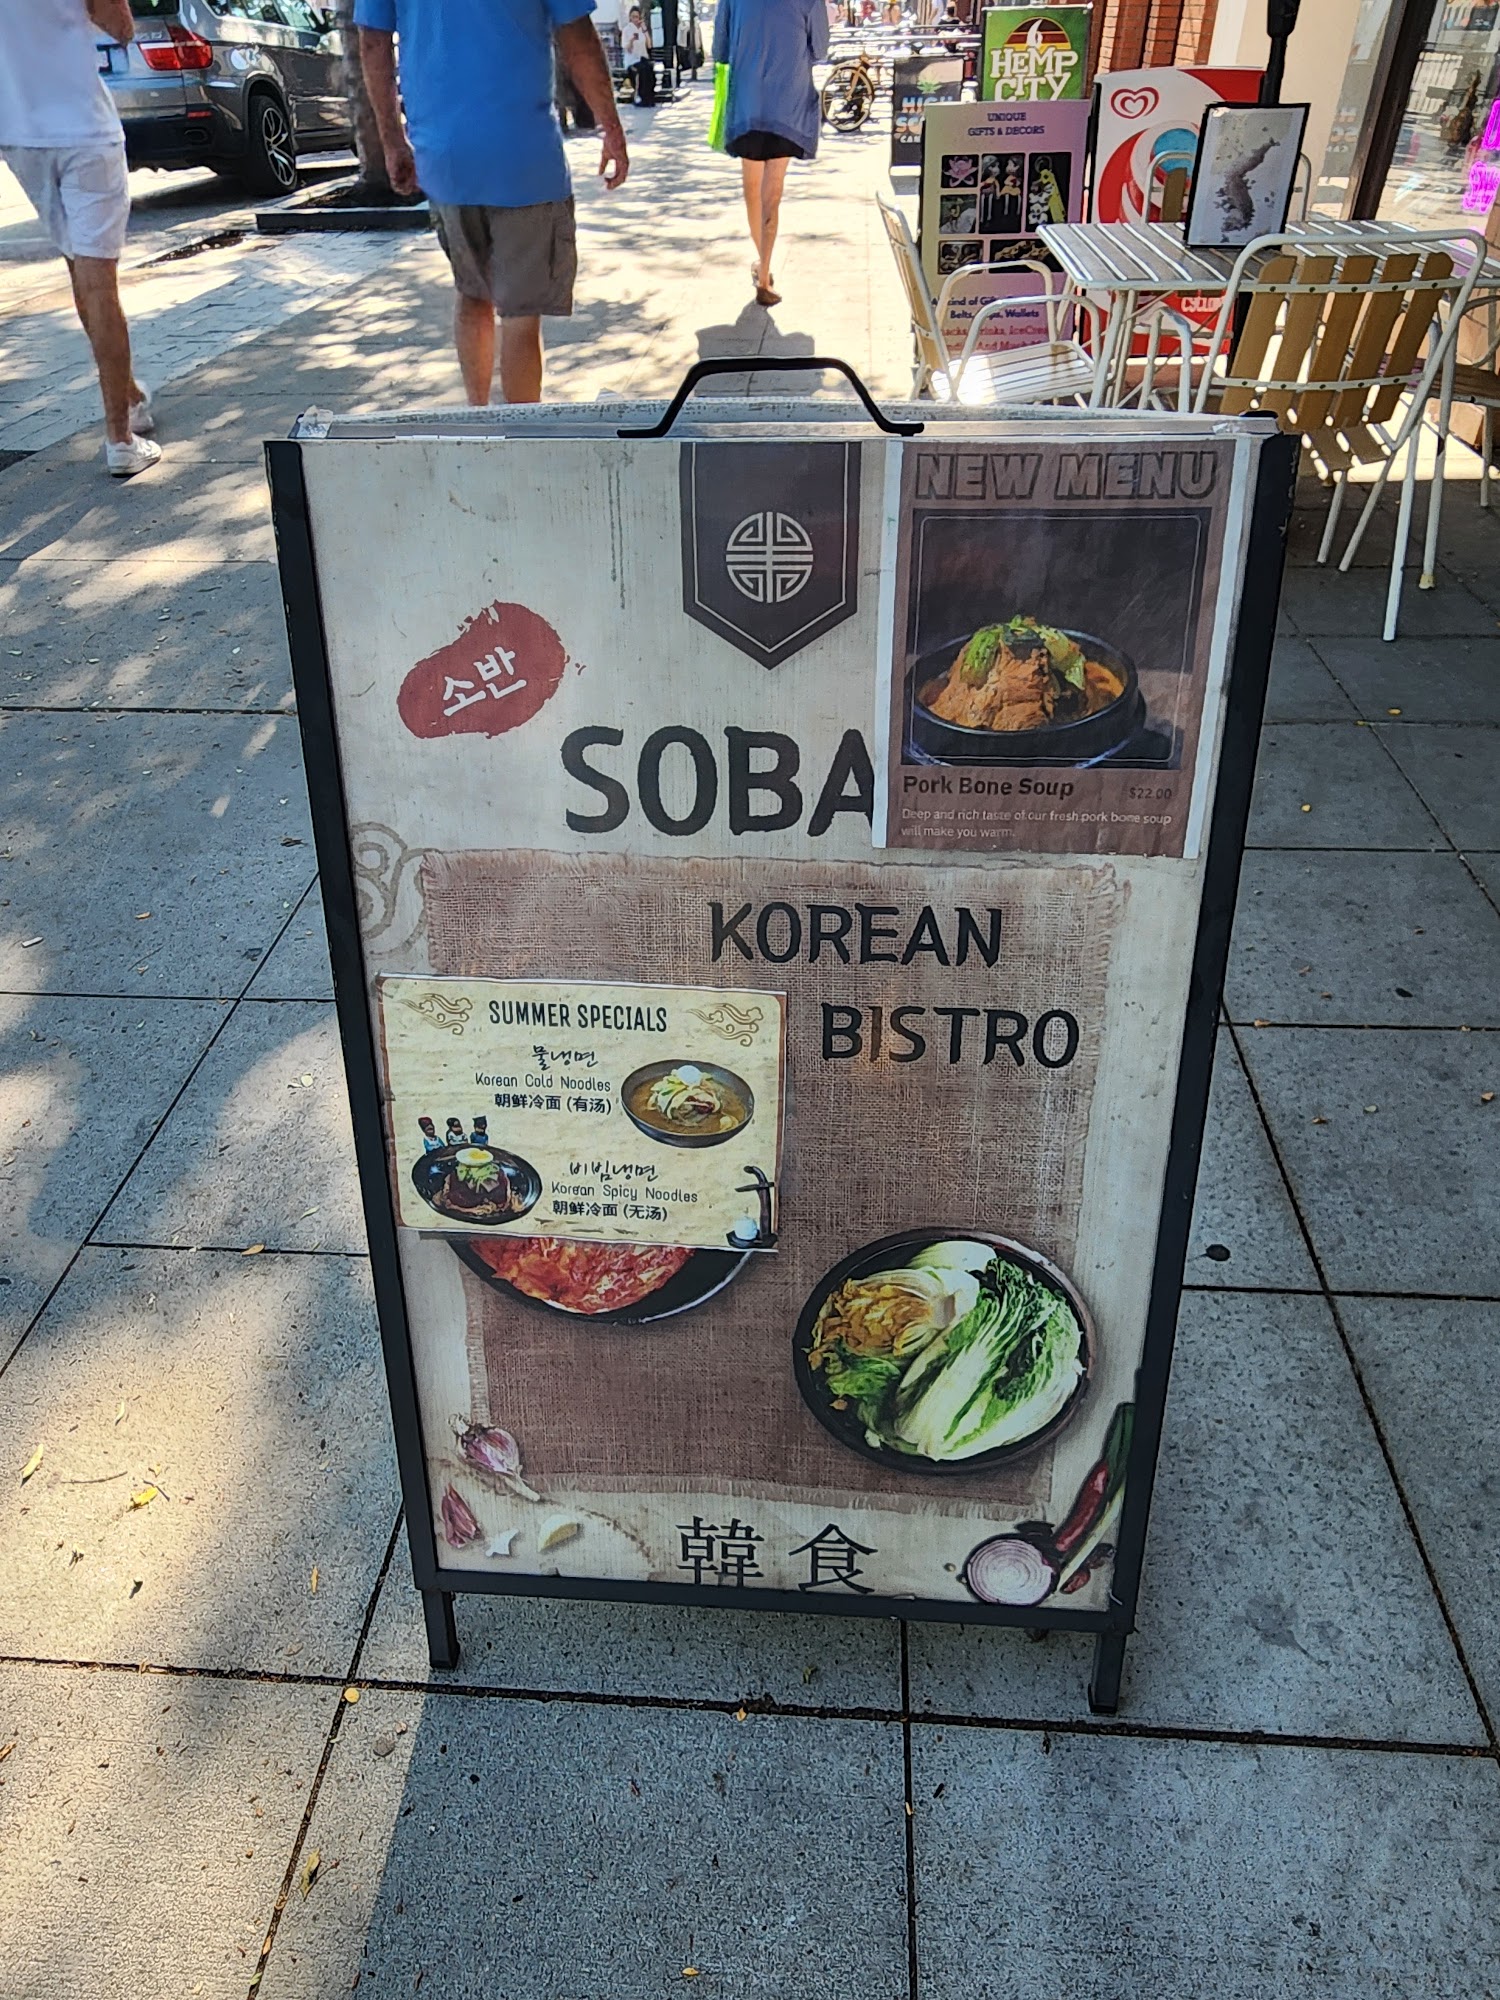 HEMP
CITY
HIGH
UNIQUE
GIFTS & DECORS
Belts,
Wallets
NEW MENU
소반
SOBA
Pork Bone Soup
$22.00
Deep and rich taste of our fresh pork bone soup
will make you warm.
KOREAN
BISTRO
SUMMER SPECIALS
물냉면
Korean Cold Noodles
朝鲜冷面 (有汤)
비빔냉면
Korean Spicy Noodles
朝鲜冷面 (无汤)
韓食